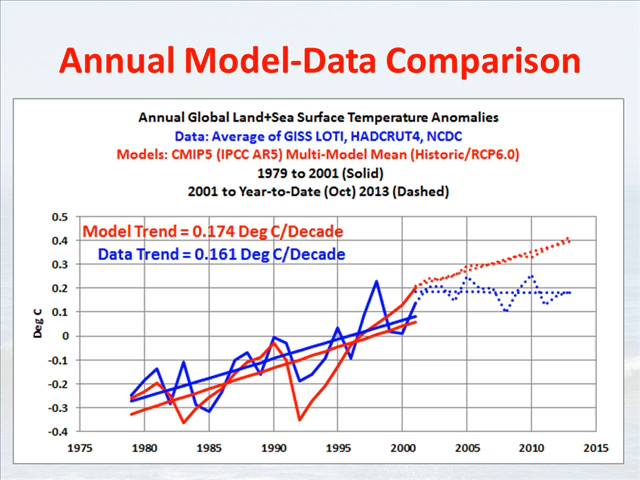 Annual Model-Data Comparison
Annual Global Land+Sea Surface Temperature Anomalies
Data: Average of GISS LOTI, HADCRUT4, NCDC
Models: CMIP5 (IPCC AR5) Multi-Model Mean (Historic/RCP6.0)
1979 to 2001 (Solid)
2001 to Year-to-Date (Oct) 2013 (Dashed)
Model Trend = 0.174 Deg C/Decade
Data Trend = 0.161 Deg C/Decade
Deg C
0.5
0.4
0.3
0.2
0.1
0
-0.1
-0.2
-0.3
-0.4
1975 1980 1985 1990 1995 2000 2005 2010 2015